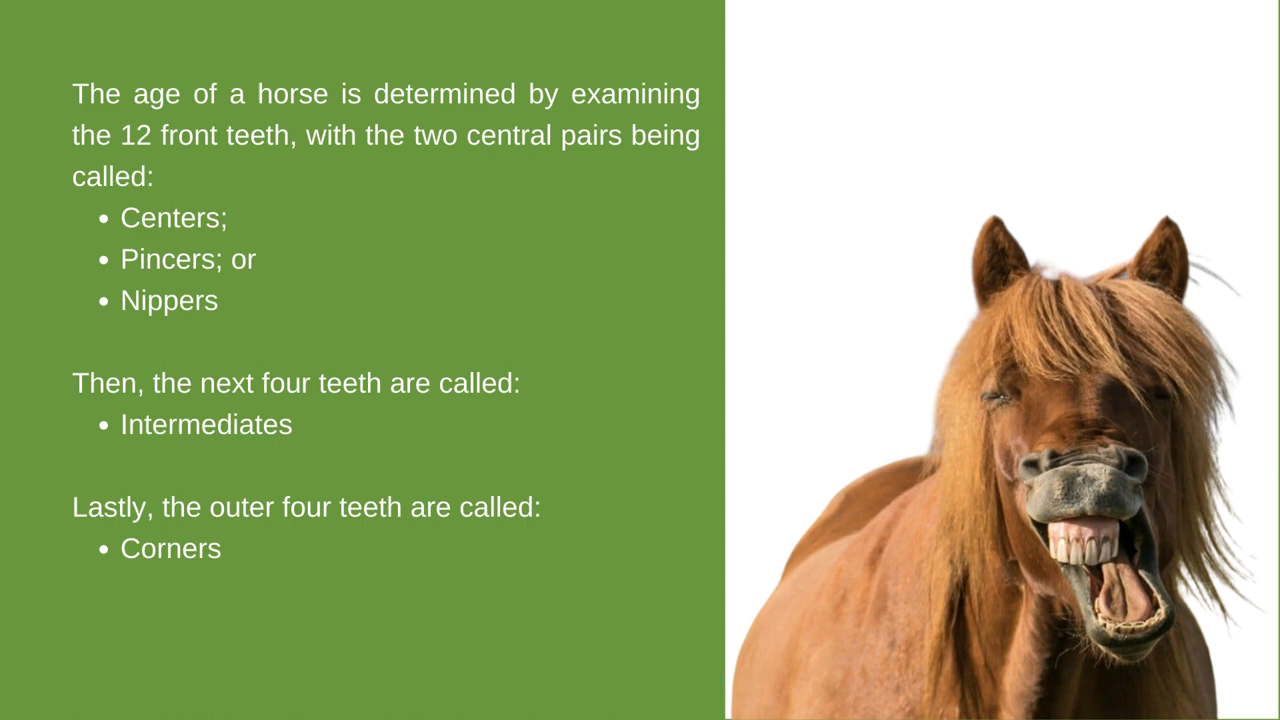 The age of a horse is determined by examining
the 12 front teeth, with the two central pairs being
called:
• Centers;
• Pincers; or
• Nippers
Then, the next four teeth are called:
• Intermediates
Lastly, the outer four teeth are called:
• Corners